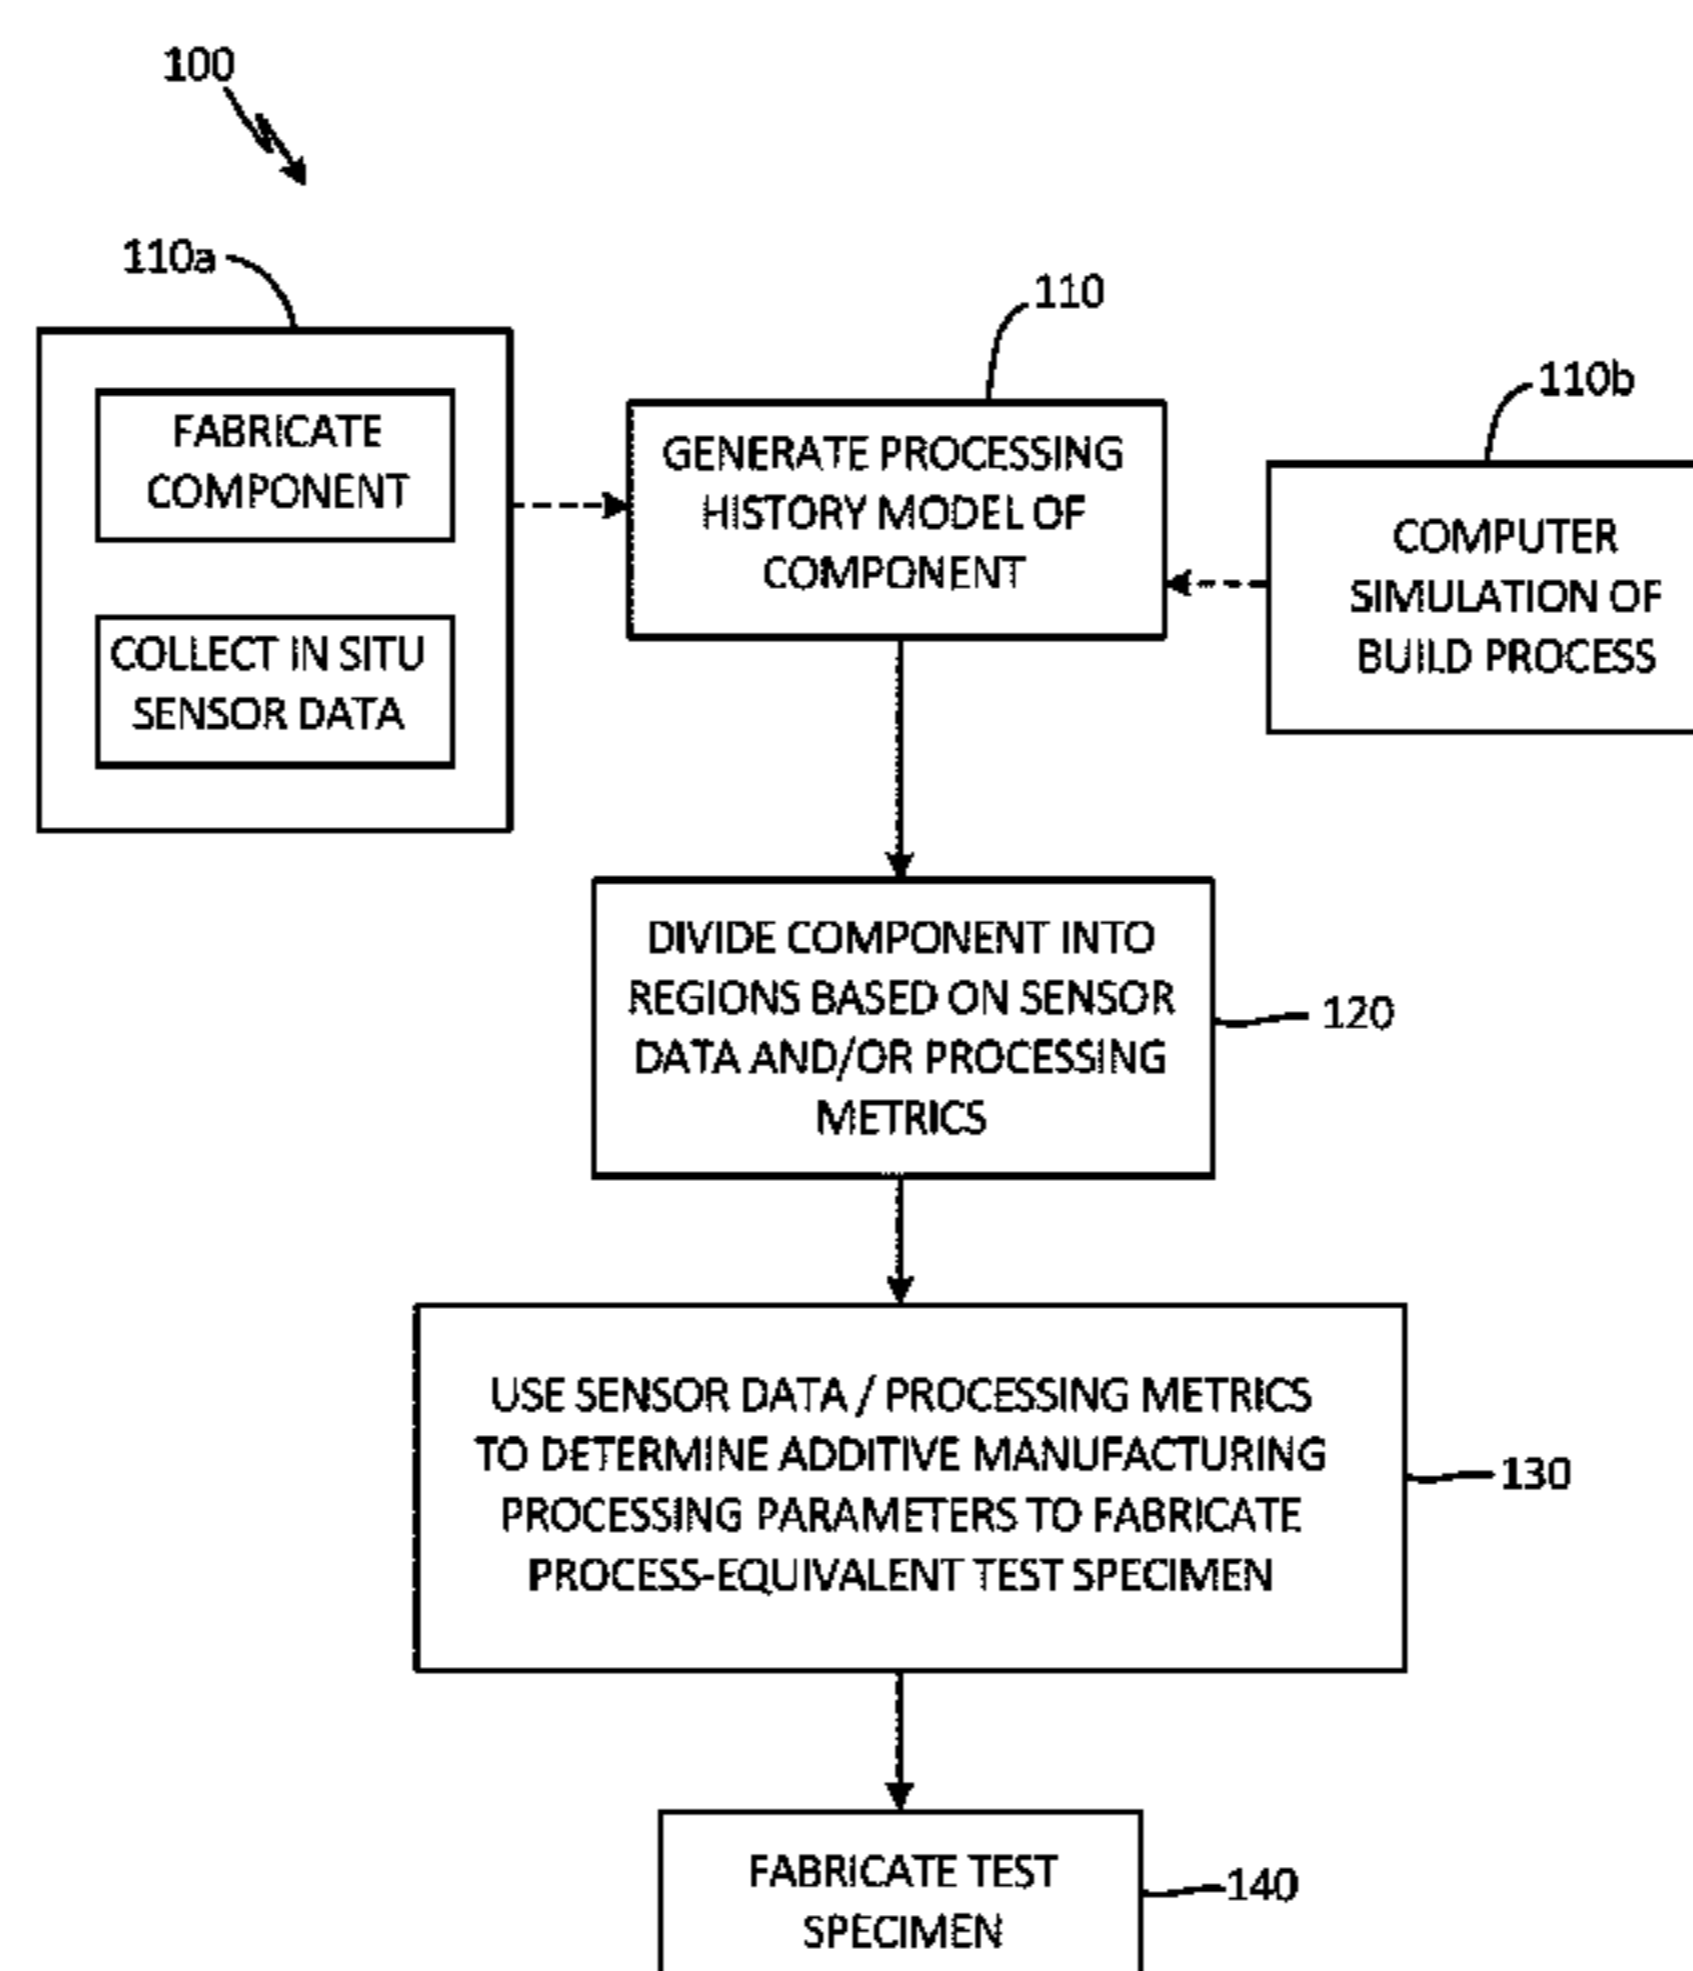 100
110a
110
110b
FABRICATE
COMPONENT
COLLECT IN SITU
SENSOR DATA
GENERATE PROCESSING
HISTORY MODEL OF
COMPONENT
COMPUTER
SIMULATION OF
BUILD PROCESS
DIVIDE COMPONENT INTO
REGIONS BASED ON SENSOR
DATA AND/OR PROCESSING
METRICS
120
USE SENSOR DATA / PROCESSING METRICS
TO DETERMINE ADDITIVE MANUFACTURING
PROCESSING PARAMETERS TO FABRICATE
PROCESS-EQUIVALENT TEST SPECIMEN
130
FABRICATE TEST
SPECIMEN
140